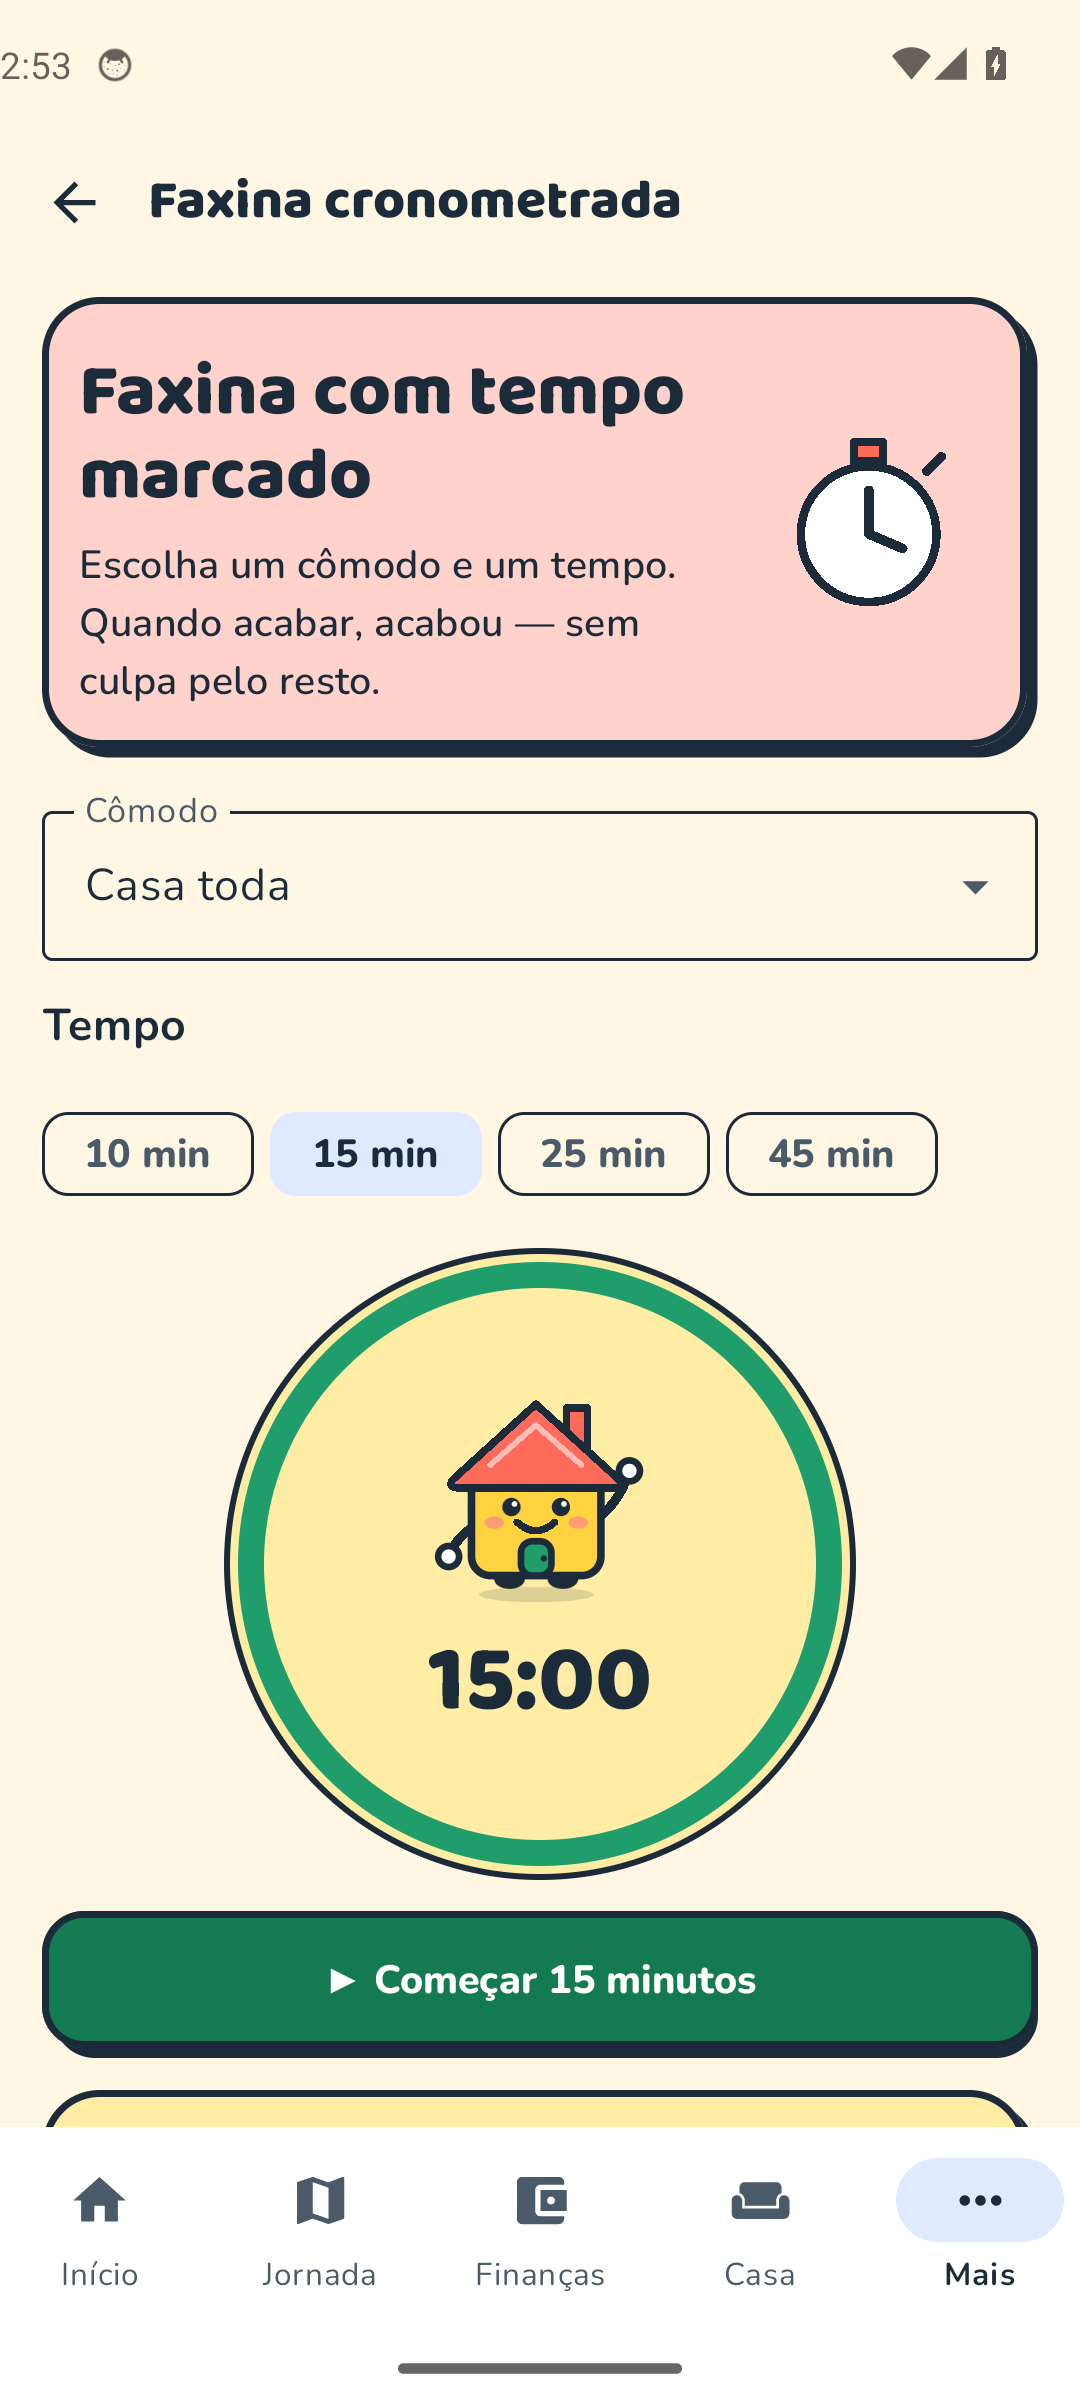 2:53
Faxina cronometrada
Faxina com tempo
marcado
Escolha um cômodo e um tempo.
Quando acabar, acabou — sem
culpa pelo resto.
Cômodo
Casa toda
Tempo
10 min
15 min
25 min
45 min
15:00
► Começar 15 minutos
Início
Jornada
Finanças
Casa
Mais